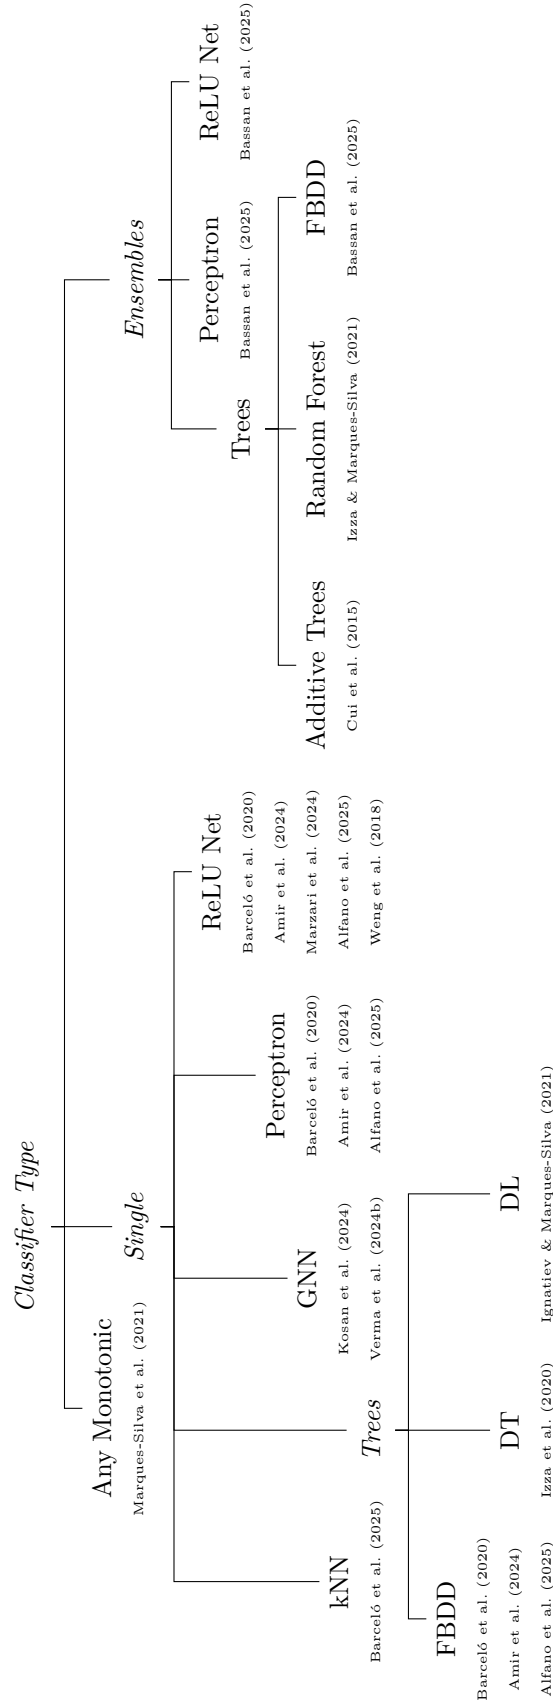 Classifier Type
Any Monotonic
Marques-Silva et al. (2021)
Single
kNN
Barceló et al. (2025)
Trees
FBDD
Barceló et al. (2020)
Amir et al. (2024)
Alfano et al. (2025)
DT
Izza et al. (2020)
DL
Ignatiev & Marques-Silva (2021)
GNN
Kosan et al. (2024)
Verma et al. (2024b)
Perceptron
Barceló et al. (2020)
Amir et al. (2024)
Alfano et al. (2025)
ReLU Net
Barceló et al. (2020)
Amir et al. (2024)
Marzari et al. (2024)
Alfano et al. (2025)
Weng et al. (2018)
Ensembles
Trees
Additive Trees
Cui et al. (2015)
Random Forest
Izza & Marques-Silva (2021)
FBDD
Bassan et al. (2025)
Perceptron
Bassan et al. (2025)
ReLU Net
Bassan et al. (2025)